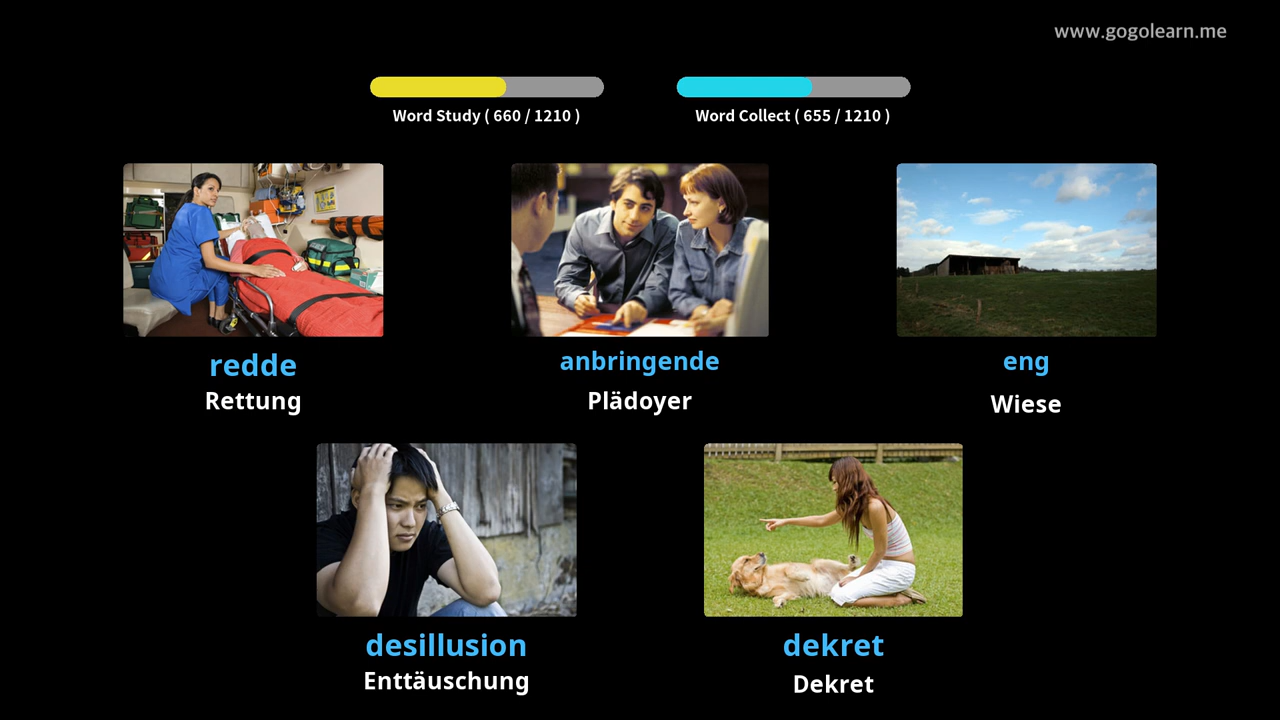 www.gogolearn.me
Word Study ( 660 / 1210 )
Word Collect ( 655 / 1210 )
redde
Rettung
anbringende
Plädoyer
eng
Wiese
desillusion
Enttäuschung
dekret
Dekret